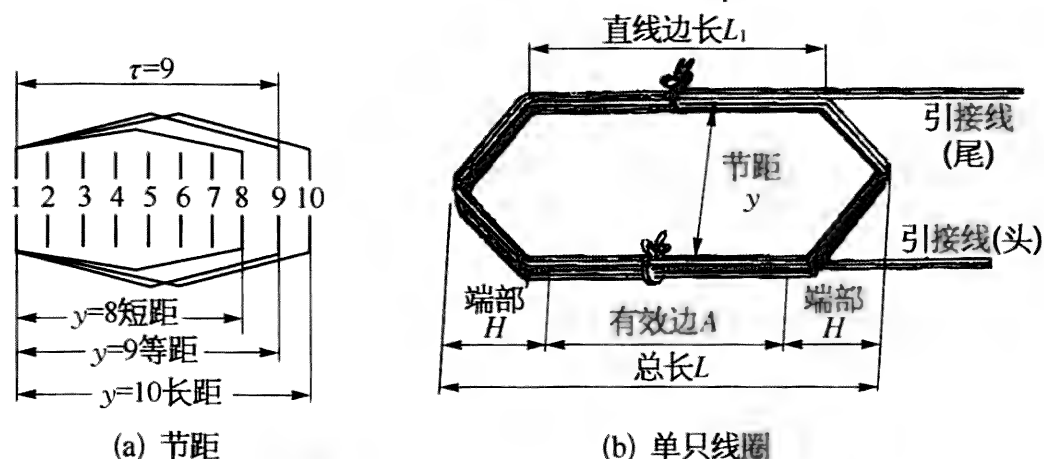 τ=9
1 2 3 4 5 6 7 8 9 10
y=8短距
y=9等距
y=10长距
(a) 节距
直线边长L₁
引接线
(尾)
节距
y
引接线(头)
端部
H
有效边A
端部
H
总长L
(b) 单只线圈